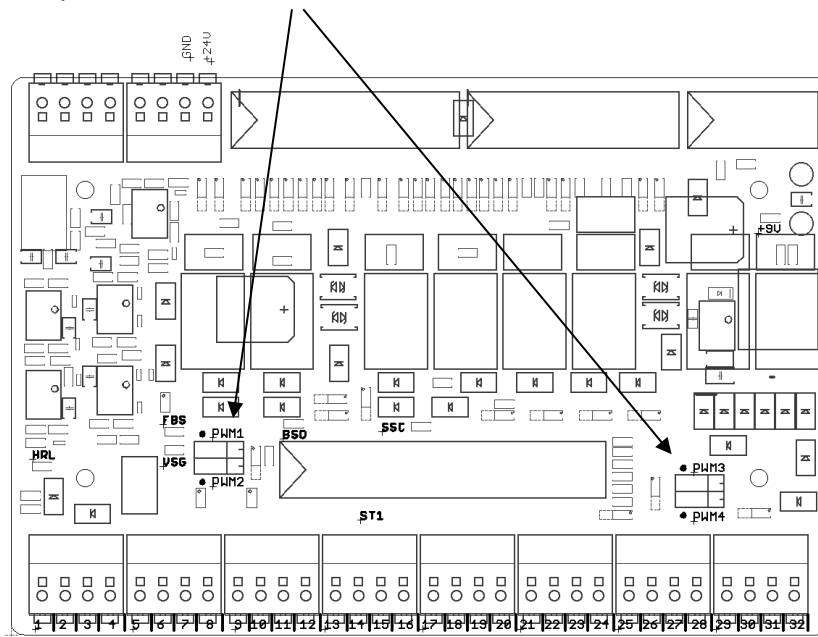 GND
+24V
+9V
FBS
PWM1
BSO
SSC
HRL
VSG
PWM2
PWM3
PWM4
ST1
1 2 3 4 5 6 7 8 9 10 11 12 13 14 15 16 17 18 19 20 21 22 23 24 25 26 27 28 29 30 31 32